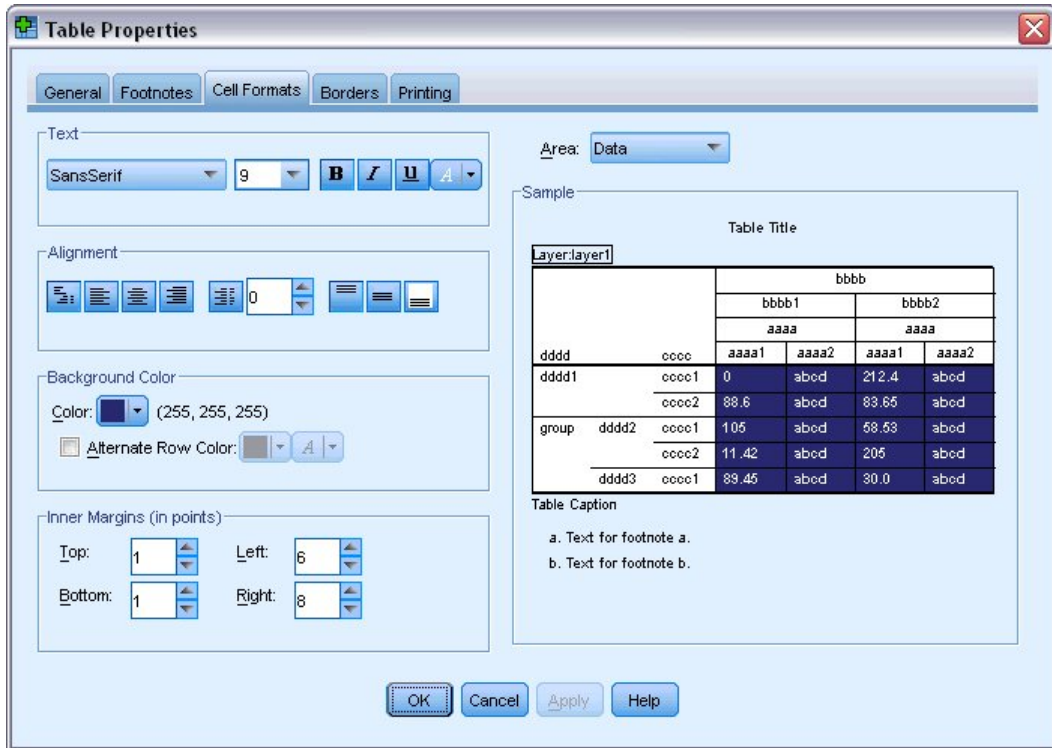 Table Properties
General Footnotes Cell Formats Borders Printing
Text
SansSerif 9 B I u A
Alignment
0
Background Color
Color: (255, 255, 255)
Alternate Row Color: A
Inner Margins (in points)
Top: 1 Left: 6
Bottom: 1 Right: 8
Area: Data
Sample
Table Title
Layer:layer1
bbbb
bbbb1 bbbb2
aaaa aaaa
dddd cccc aaaa1 aaaa2 aaaa1 aaaa2
dddd1 cccc1 0 abcd 212.4 abcd
cccc2 88.6 abcd 83.65 abcd
group dddd2 cccc1 105 abcd 58.53 abcd
cccc2 11.42 abcd 205 abcd
dddd3 cccc1 89.45 abcd 30.0 abcd
Table Caption
a. Text for footnote a.
b. Text for footnote b.
OK Cancel Apply Help